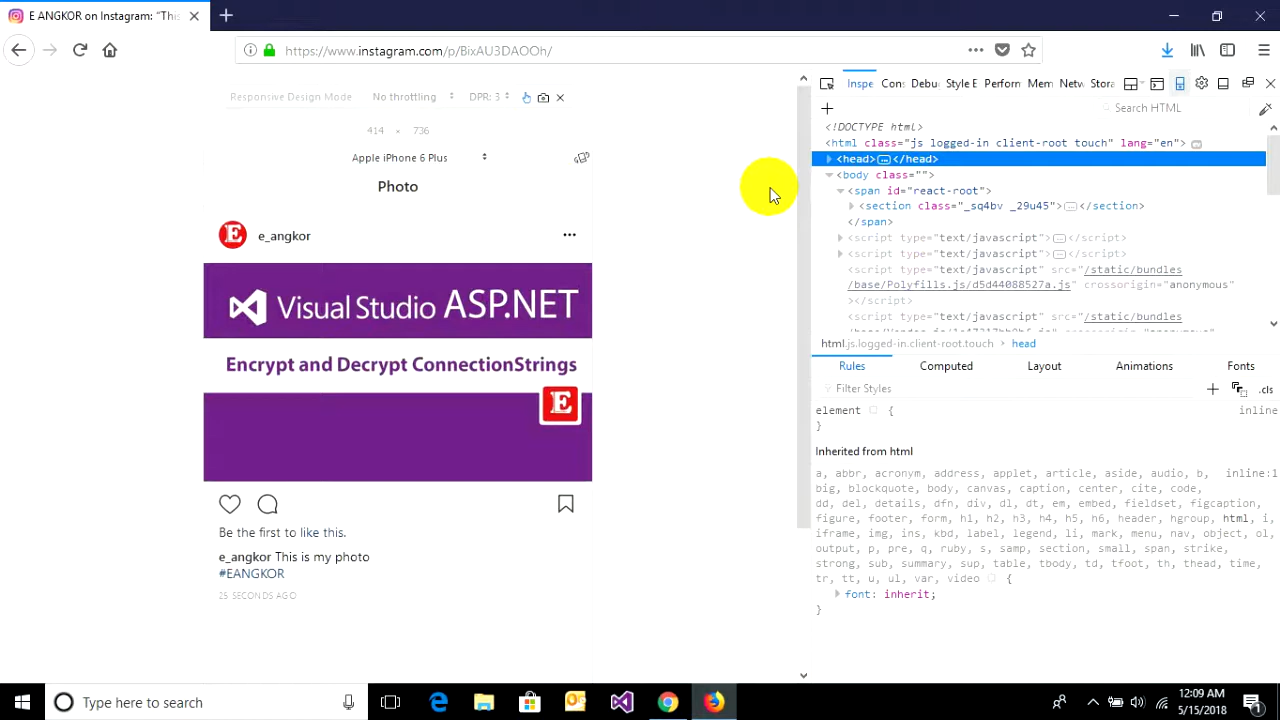 E ANGKOR on Instagram: “This
https://www.instagram.com/p/BixAU3DAOOh/
Responsive Design Mode No throttling DPR: 3
414 × 736
Apple iPhone 6 Plus
Photo
e_angkor
Visual Studio ASP.NET
Encrypt and Decrypt ConnectionStrings
E
Be the first to like this.
e_angkor This is my photo
#EANGKOR
25 SECONDS AGO
Inspe Cons Debu Style E Perform Mem Netw Stora
Search HTML
<!DOCTYPE html>
<html class="js logged-in client-root touch" lang="en">
<head></head>
<body class="">
<span id="react-root">
<section class="_sq4bv _29u45"></section>
</span>
<script type="text/javascript"></script>
<script type="text/javascript"></script>
<script type="text/javascript" src="/static/bundles
/base/Polyfills.js/d5d44088527a.js" crossorigin="anonymous"
></script>
<script type="text/javascript" src="/static/bundles
html.js.logged-in.client-root.touch > head
Rules Computed Layout Animations Fonts
Filter Styles .cls
element { inline
}
Inherited from html
a, abbr, acronym, address, applet, article, aside, audio, b, inline:1
big, blockquote, body, canvas, caption, center, cite, code,
dd, del, details, dfn, div, dl, dt, em, embed, fieldset, figcaption,
figure, footer, form, h1, h2, h3, h4, h5, h6, header, hgroup, html, i,
iframe, img, ins, kbd, label, legend, li, mark, menu, nav, object, ol,
output, p, pre, q, ruby, s, samp, section, small, span, strike,
strong, sub, summary, sup, table, tbody, td, tfoot, th, thead, time,
tr, tt, u, ul, var, video {
font: inherit;
}
Type here to search
12:09 AM
5/15/2018
1